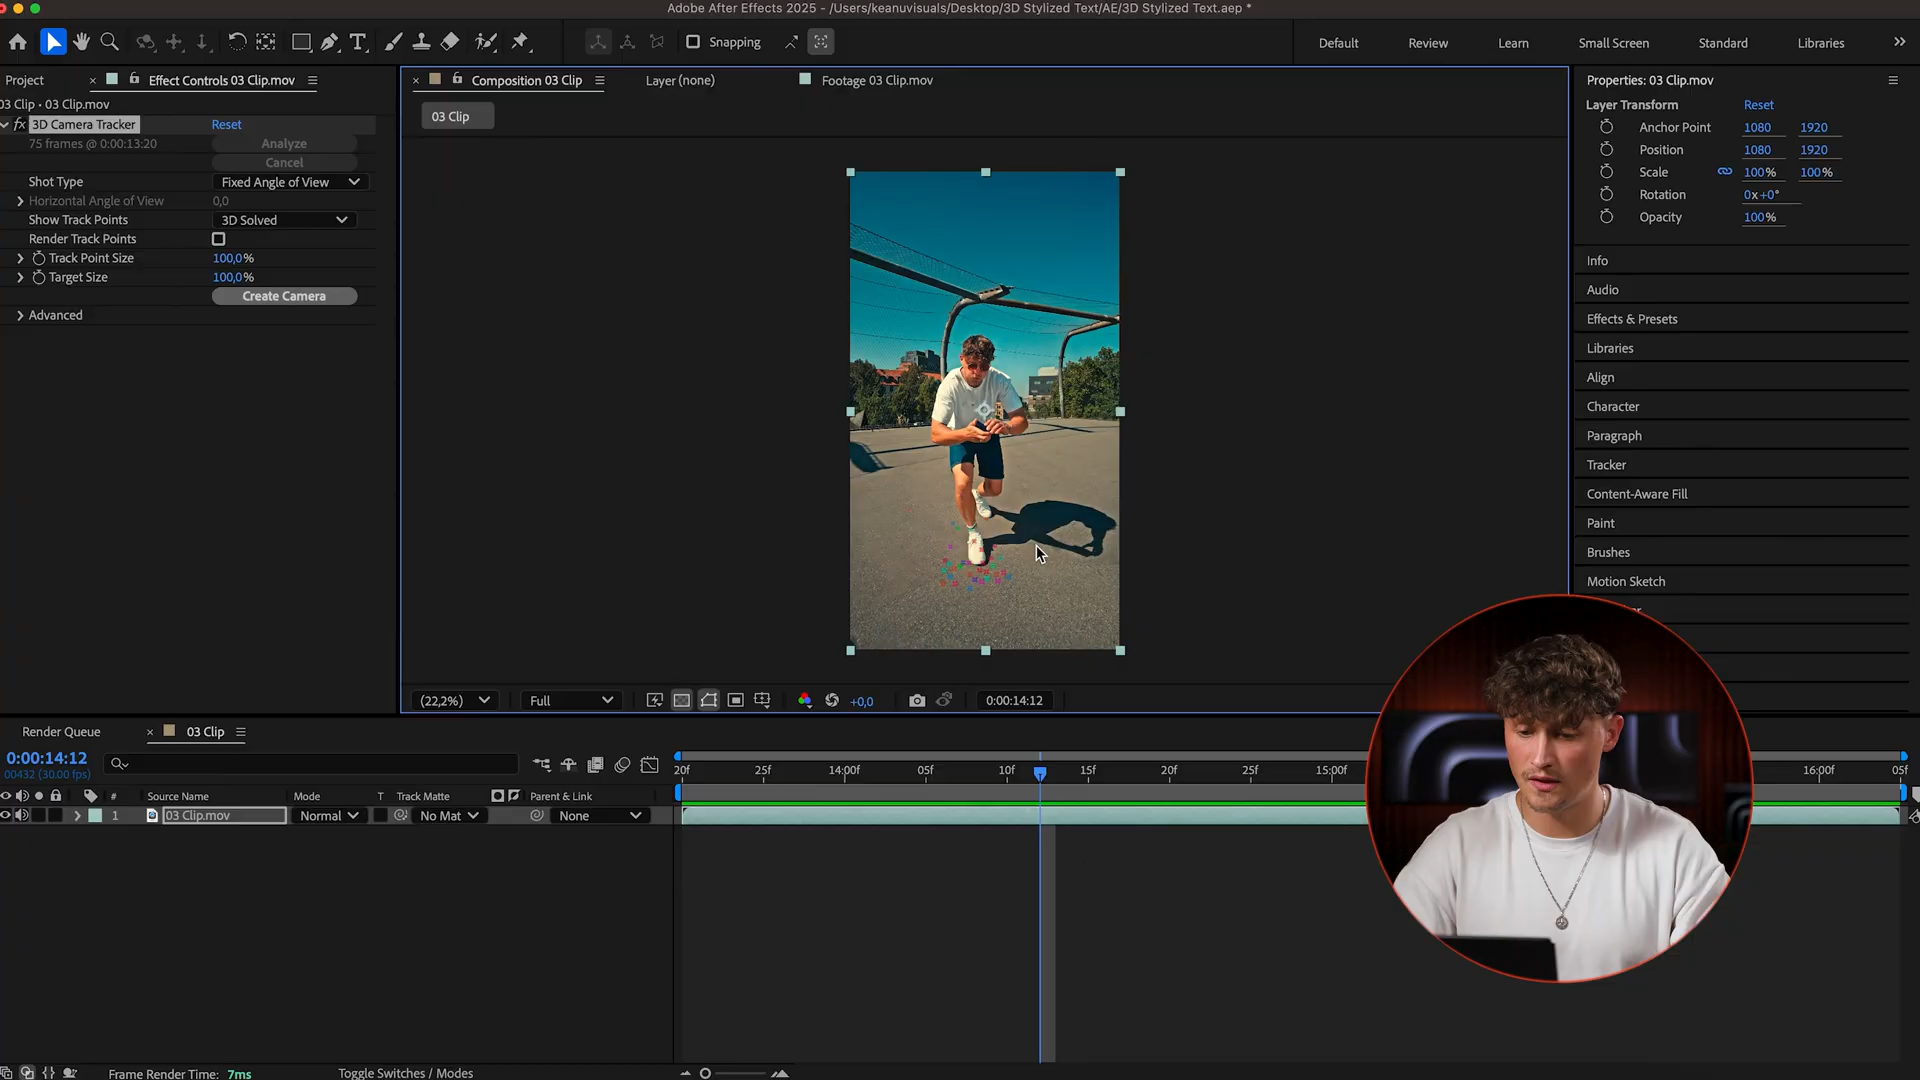 Adobe After Effects 2025 - /Users/keanuvisuals/Desktop/3D Stylized Text/AE/3D Stylized Text.aep *
Snapping
Default
Review
Learn
Small Screen
Standard
Libraries
Project
Effect Controls 03 Clip.mov
Composition 03 Clip
Layer (none)
Footage 03 Clip.mov
Properties: 03 Clip.mov
03 Clip • 03 Clip.mov
fx 3D Camera Tracker Reset
75 frames @ 0:00:13:20 Analyze
Cancel
Shot Type Fixed Angle of View
Horizontal Angle of View 0,0
Show Track Points 3D Solved
Render Track Points
Track Point Size 100,0%
Target Size 100,0%
Create Camera
Advanced
03 Clip
Layer Transform Reset
Anchor Point 1080 1920
Position 1080 1920
Scale 100% 100%
Rotation 0x+0°
Opacity 100%
Info
Audio
Effects & Presets
Libraries
Align
Character
Paragraph
Tracker
Content-Aware Fill
Paint
Brushes
Motion Sketch
(22,2%) Full +0,0 0:00:14:12
Render Queue 03 Clip
0:00:14:12
00432 (30.00 fps)
20f 25f 14:00f 05f 10f 15f 20f 25f 15:00f 16:00f 05f
# Source Name Mode T Track Matte Parent & Link
1 03 Clip.mov Normal No Mat None
Frame Render Time: 7ms Toggle Switches / Modes